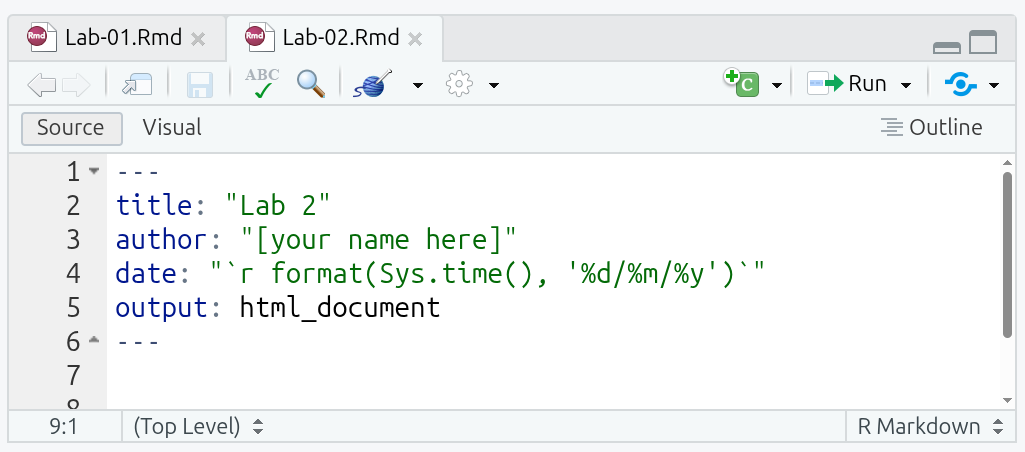 Lab-01.Rmd Lab-02.Rmd
ABC Run
Source Visual Outline
1 ---
2 title: "Lab 2"
3 author: "[your name here]"
4 date: "`r format(Sys.time(), '%d/%m/%y')`"
5 output: html_document
6 ---
7
8
9:1 (Top Level) R Markdown